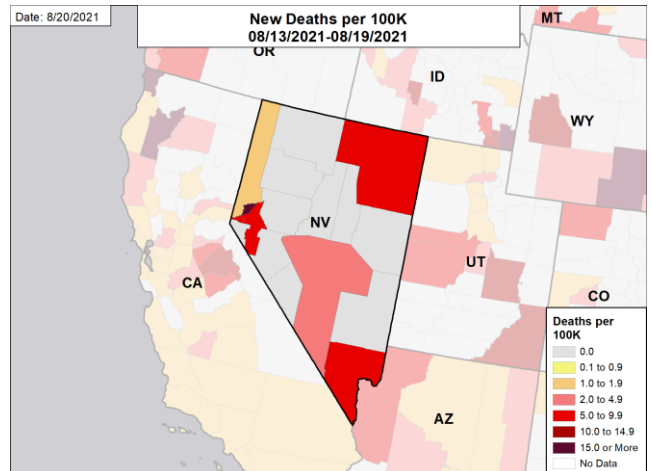 Date: 8/20/2021
New Deaths per 100K
08/13/2021-08/19/2021
MT
OR
ID
WY
NV
UT
CA
CO
AZ
Deaths per
100K
0.0
0.1 to 0.9
1.0 to 1.9
2.0 to 4.9
5.0 to 9.9
10.0 to 14.9
15.0 or More
No Data